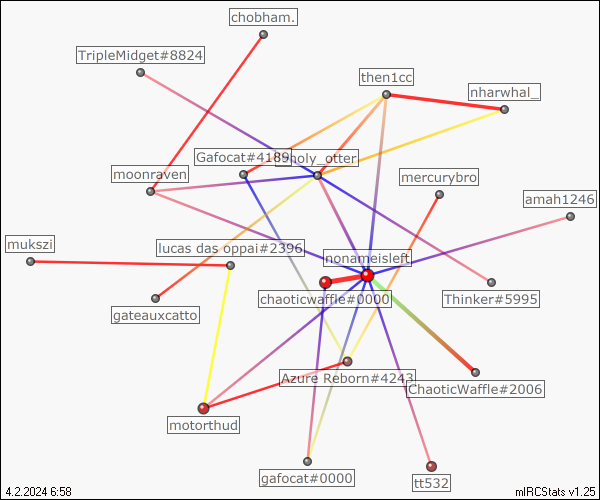 chobham.
TripleMidget#8824
then1cc
nharwhal_
Gafocat#4189
holy_otter
moonraven
mercurybro
amah1246
mukszi
lucas das oppai#2396
nonameisleft
chaoticwaffle#0000
Thinker#5995
gateauxcatto
Azure Reborn#4243
ChaoticWaffle#2006
motorthud
gafocat#0000
tt532
4.2.2024 6:58
mIRCStats v1.25